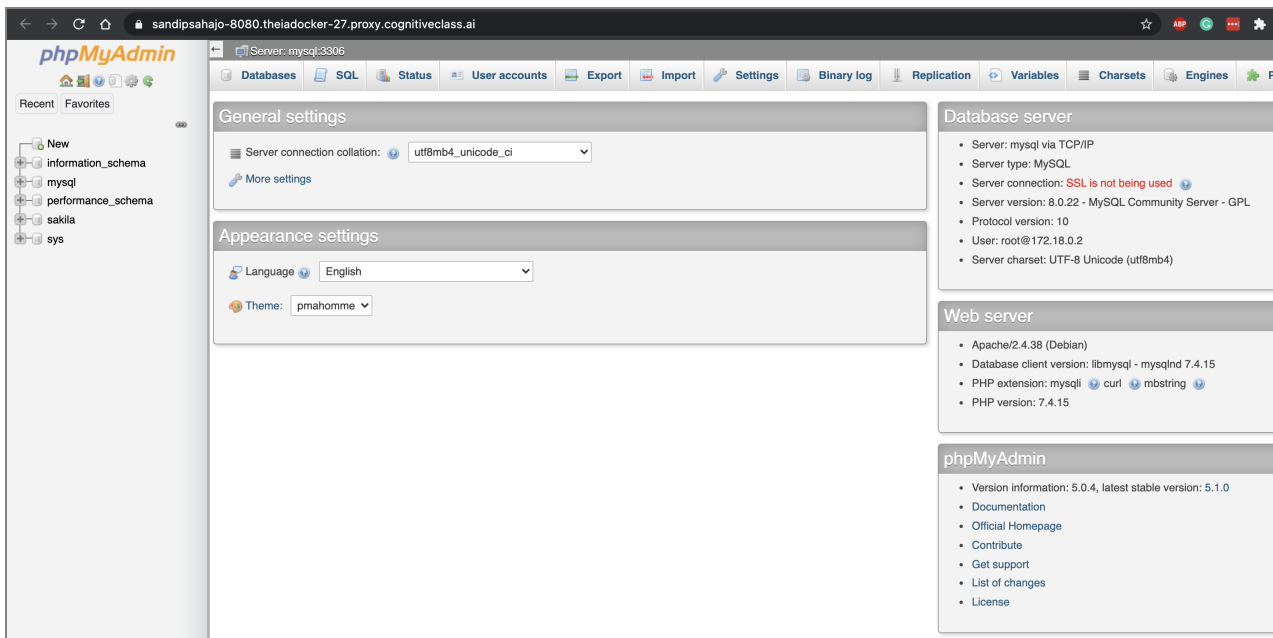 sandipsahajo-8080.theiadocker-27.proxy.cognitiveclass.ai
ABP
G
phpMyAdmin
Recent Favorites
New
information_schema
mysql
performance_schema
sakila
sys
Server: mysql:3306
Databases SQL Status User accounts Export Import Settings Binary log Replication Variables Charsets Engines P
General settings
Server connection collation: utf8mb4_unicode_ci
More settings
Appearance settings
Language English
Theme: pmahomme
Database server
Server: mysql via TCP/IP
Server type: MySQL
Server connection: SSL is not being used
Server version: 8.0.22 - MySQL Community Server - GPL
Protocol version: 10
User: root@172.18.0.2
Server charset: UTF-8 Unicode (utf8mb4)
Web server
Apache/2.4.38 (Debian)
Database client version: libmysql - mysqlnd 7.4.15
PHP extension: mysqli curl mbstring
PHP version: 7.4.15
phpMyAdmin
Version information: 5.0.4, latest stable version: 5.1.0
Documentation
Official Homepage
Contribute
Get support
List of changes
License